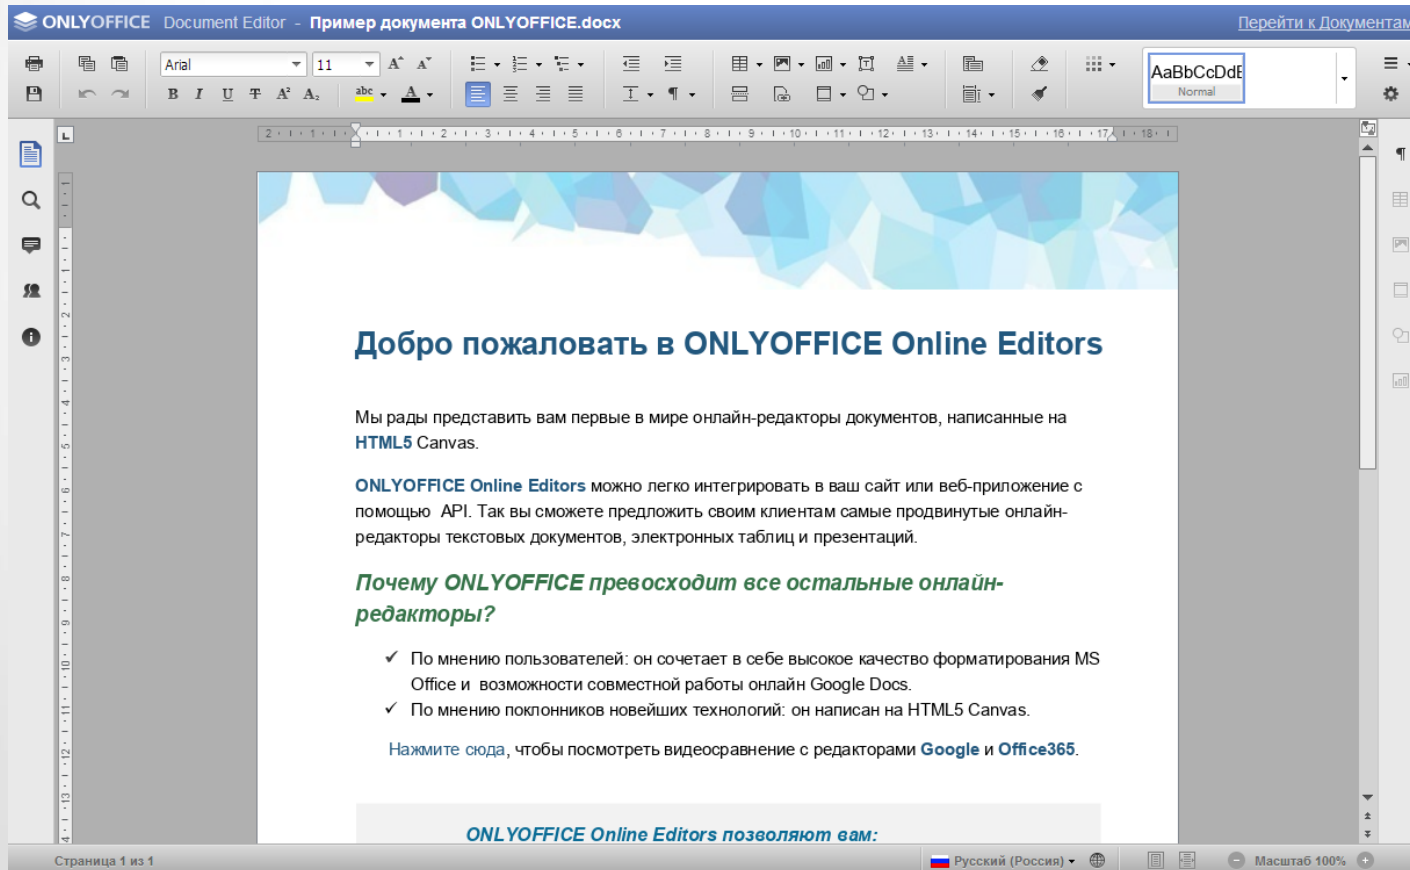 ONLYOFFICE Document Editor - Пример документа ONLYOFFICE.docx
Перейти к Документам
Arial
11
AaBbCcDdE
Normal
Добро пожаловать в ONLYOFFICE Online Editors
Мы рады представить вам первые в мире онлайн-редакторы документов, написанные на
HTML5 Canvas.
ONLYOFFICE Online Editors можно легко интегрировать в ваш сайт или веб-приложение с
помощью API. Так вы сможете предложить своим клиентам самые продвинутые онлайн-
редакторы текстовых документов, электронных таблиц и презентаций.
Почему ONLYOFFICE превосходит все остальные онлайн-
редакторы?
По мнению пользователей: он сочетает в себе высокое качество форматирования MS
Office и возможности совместной работы онлайн Google Docs.
По мнению поклонников новейших технологий: он написан на HTML5 Canvas.
Нажмите сюда, чтобы посмотреть видеосравнение с редакторами Google и Office365.
ONLYOFFICE Online Editors позволяют вам:
Страница 1 из 1
Русский (Россия)
Масштаб 100%